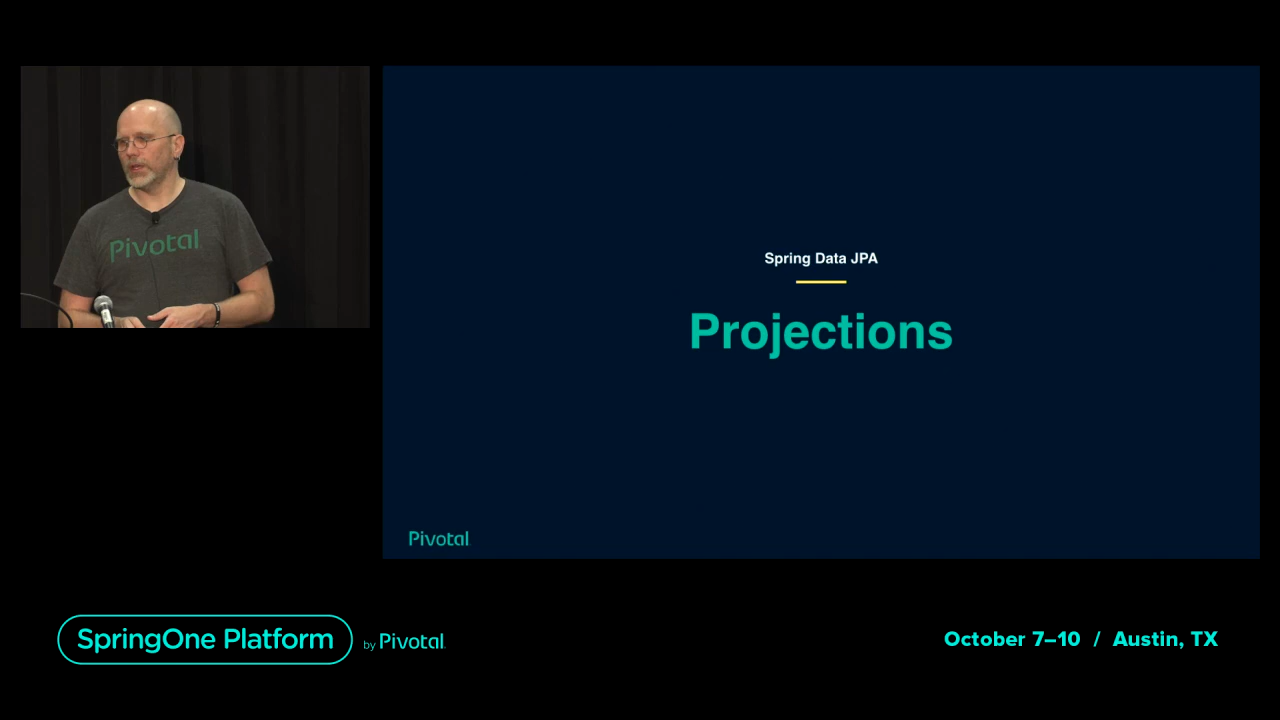 Pivotal
Spring Data JPA
Projections
Pivotal
SpringOne Platform
by Pivotal
October 7–10 / Austin, TX